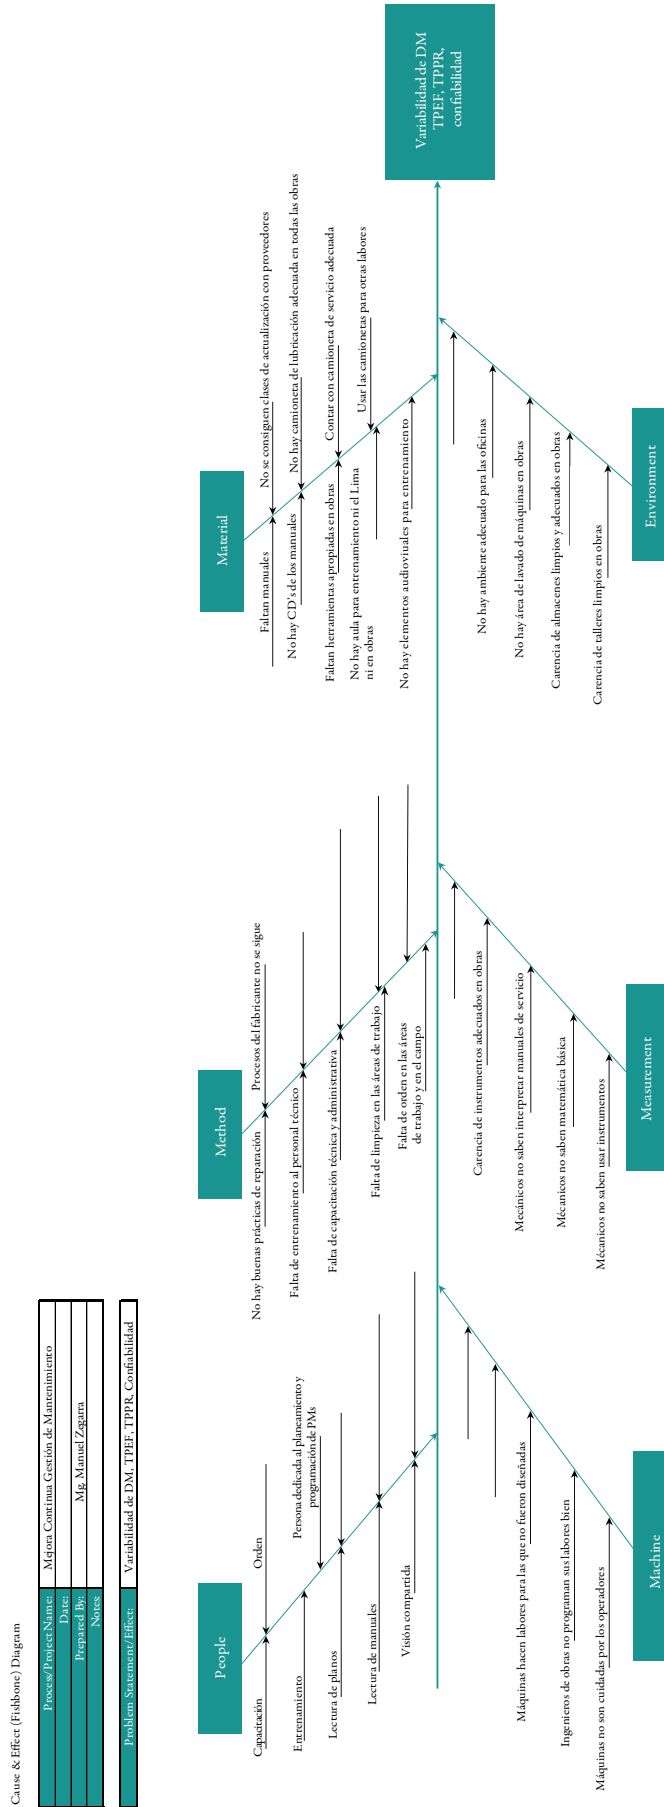 Cause & Effect (Fishbone) Diagram
Process/Project Name: Mejora Continua Gestión de Mantenimiento
Date:
Prepared By: Mg. Manuel Zegarra
Notes:
Problem Statement/Effect: Variabilidad de DM, TPEF, TPPR, Confiabilidad
People
Capacitación
Orden
Entrenamiento
Persona dedicada al planeamiento y
programación de PMs
Lectura de planos
Lectura de manuales
Visión compartida
Method
No hay buenas prácticas de reparación
Procesos del fabricante no se sigue
Falta de entrenamiento al personal técnico
Falta de capacitación técnica y administrativa
Falta de limpieza en las áreas de trabajo
Falta de orden en las áreas
de trabajo y en el campo
Material
Faltan manuales
No se consiguen clases de actualización con proveedores
No hay CD's de los manuales
No hay camioneta de lubricación adecuada en todas las obras
Faltan herramientas apropiadas en obras
Contar con camioneta de servicio adecuada
No hay aula para entrenamiento ni el Lima
ni en obras
Usar las camionetas para otras labores
No hay elementos audioviuales para entrenamiento
Variabilidad de DM
TPEF, TPPR,
confiabilidad
Máquinas hacen labores para las que no fueron diseñadas
Ingenieros de obras no programan sus labores bien
Máquinas no son cuidadas por los operadores
Machine
Carencia de instrumentos adecuados en obras
Mecánicos no saben interpretar manuales de servicio
Mécanicos no saben matemática básica
Mécanicos no saben usar instrumentos
Measurement
No hay ambiente adecuado para las oficinas
No hay área de lavado de máquinas en obras
Carencia de almacenes limpios y adecuados en obras
Carencia de talleres limpios en obras
Environment